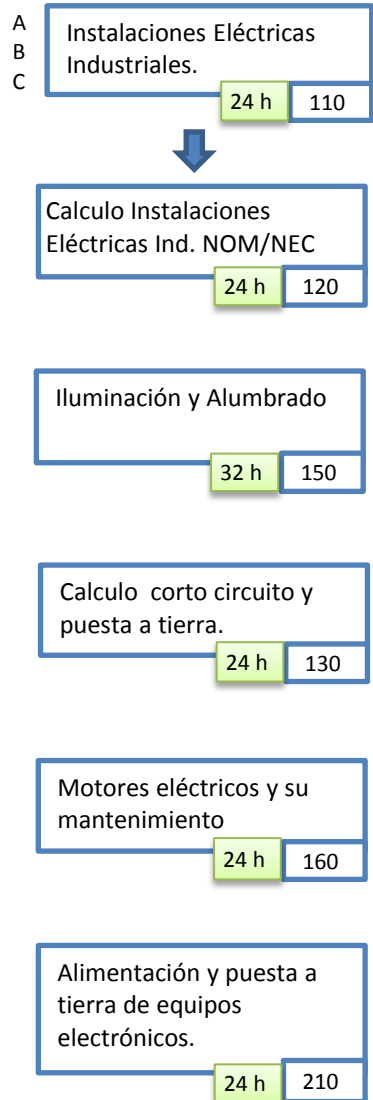 A
B
C
Instalaciones Eléctricas
Industriales.
24 h
110
Calculo Instalaciones
Eléctricas Ind. NOM/NEC
24 h
120
Iluminación y Alumbrado
32 h
150
Calculo corto circuito y
puesta a tierra.
24 h
130
Motores eléctricos y su
mantenimiento
24 h
160
Alimentación y puesta a
tierra de equipos
electrónicos.
24 h
210